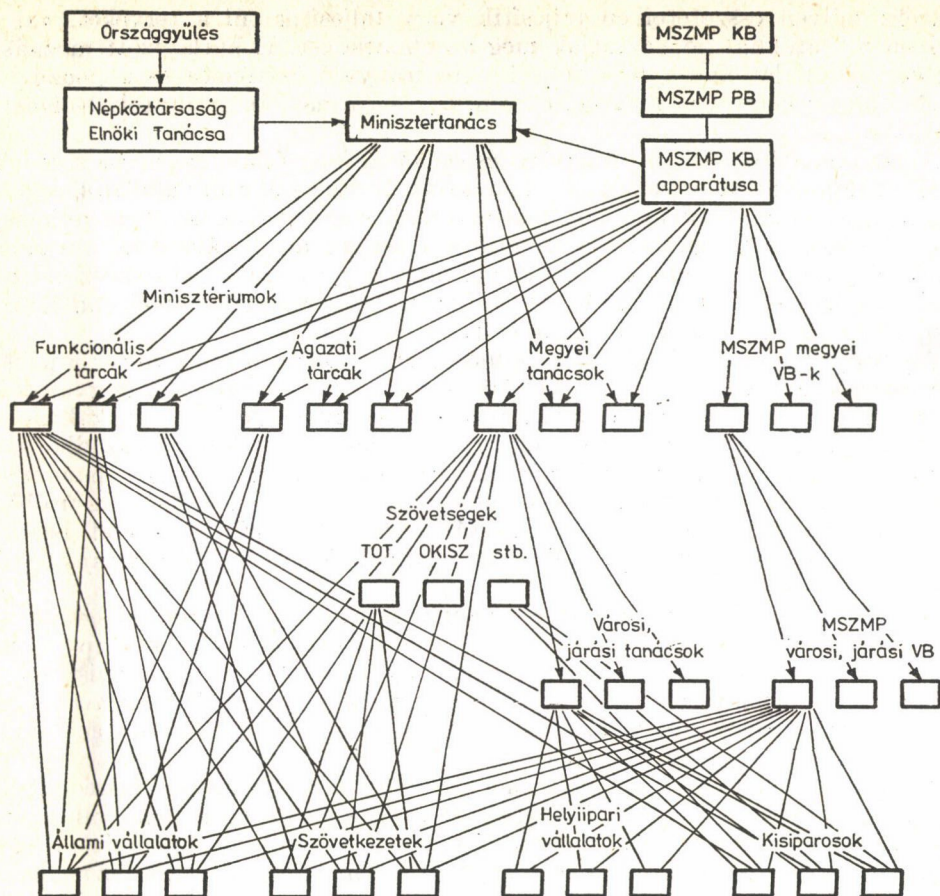 Országgyűlés
MSZMP KB
Népköztársaság
Elnöki Tanácsa
Minisztertanács
MSZMP PB
MSZMP KB
apparátusa
Minisztériumok
Funkcionális
tárcák
Ágazati
tárcák
Megyei
tanácsok
MSZMP megyei
VB-k
Szövetségek
TOT.
OKISZ
stb.
Városi,
járási tanácsok
MSZMP
városi, járási VB
Állami vállalatok
Szövetkezetek
Helyiipari
vállalatok
Kisiparosok